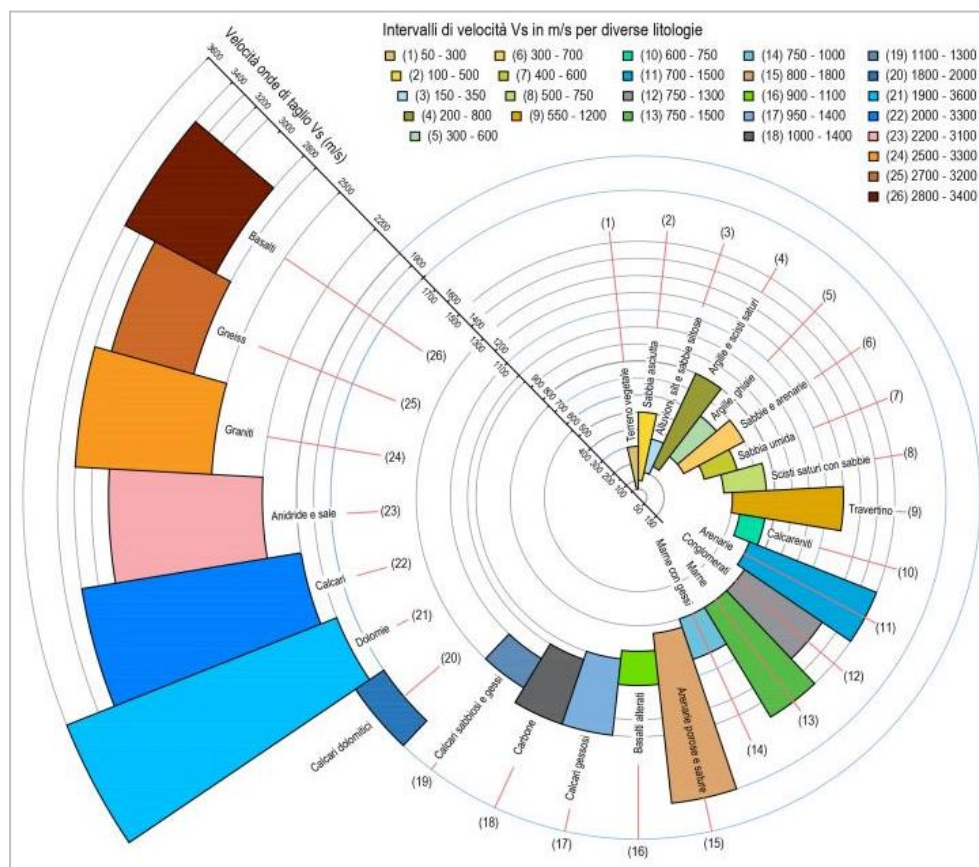 Intervalli di velocità Vs in m/s per diverse litologie
(1) 50 - 300
(2) 100 - 500
(3) 150 - 350
(4) 200 - 800
(5) 300 - 600
(6) 300 - 700
(7) 400 - 600
(8) 500 - 750
(9) 550 - 1200
(10) 600 - 750
(11) 700 - 1500
(12) 750 - 1300
(13) 750 - 1500
(14) 750 - 1000
(15) 800 - 1800
(16) 900 - 1100
(17) 950 - 1400
(18) 1000 - 1400
(19) 1100 - 1300
(20) 1800 - 2000
(21) 1900 - 3600
(22) 2000 - 3300
(23) 2200 - 3100
(24) 2500 - 3300
(25) 2700 - 3200
(26) 2800 - 3400
Velocità onde di taglio Vs (m/s)
3600
3400
3200
3000
2800
2500
2200
1900
1700
1600
1500
1400
1300
1200
1100
900
800
700
600
500
400
300
200
100
50
150
(1)
(2)
(3)
(4)
(5)
(6)
(7)
(8)
(9)
(10)
(11)
(12)
(13)
(14)
(15)
(16)
(17)
(18)
(19)
(20)
(21)
(22)
(23)
(24)
(25)
(26)
Terreno vegetale
Sabbia asciutta
Alluvioni, silt e sabbie siltose
Argille e scisti saturi
Argille, ghiaie
Sabbie e arenarie
Sabbia umida
Scisti saturi con sabbie
Travertino
Calcareniti
Arenarie
Conglomerati
Marne
Marne con gessi
Arenarie porose e sature
Basalti alterati
Calcari gessosi
Carbone
Calcari sabbiosi e gessi
Calcari dolomitici
Dolomie
Calcari
Anidride e sale
Graniti
Gneiss
Basalti